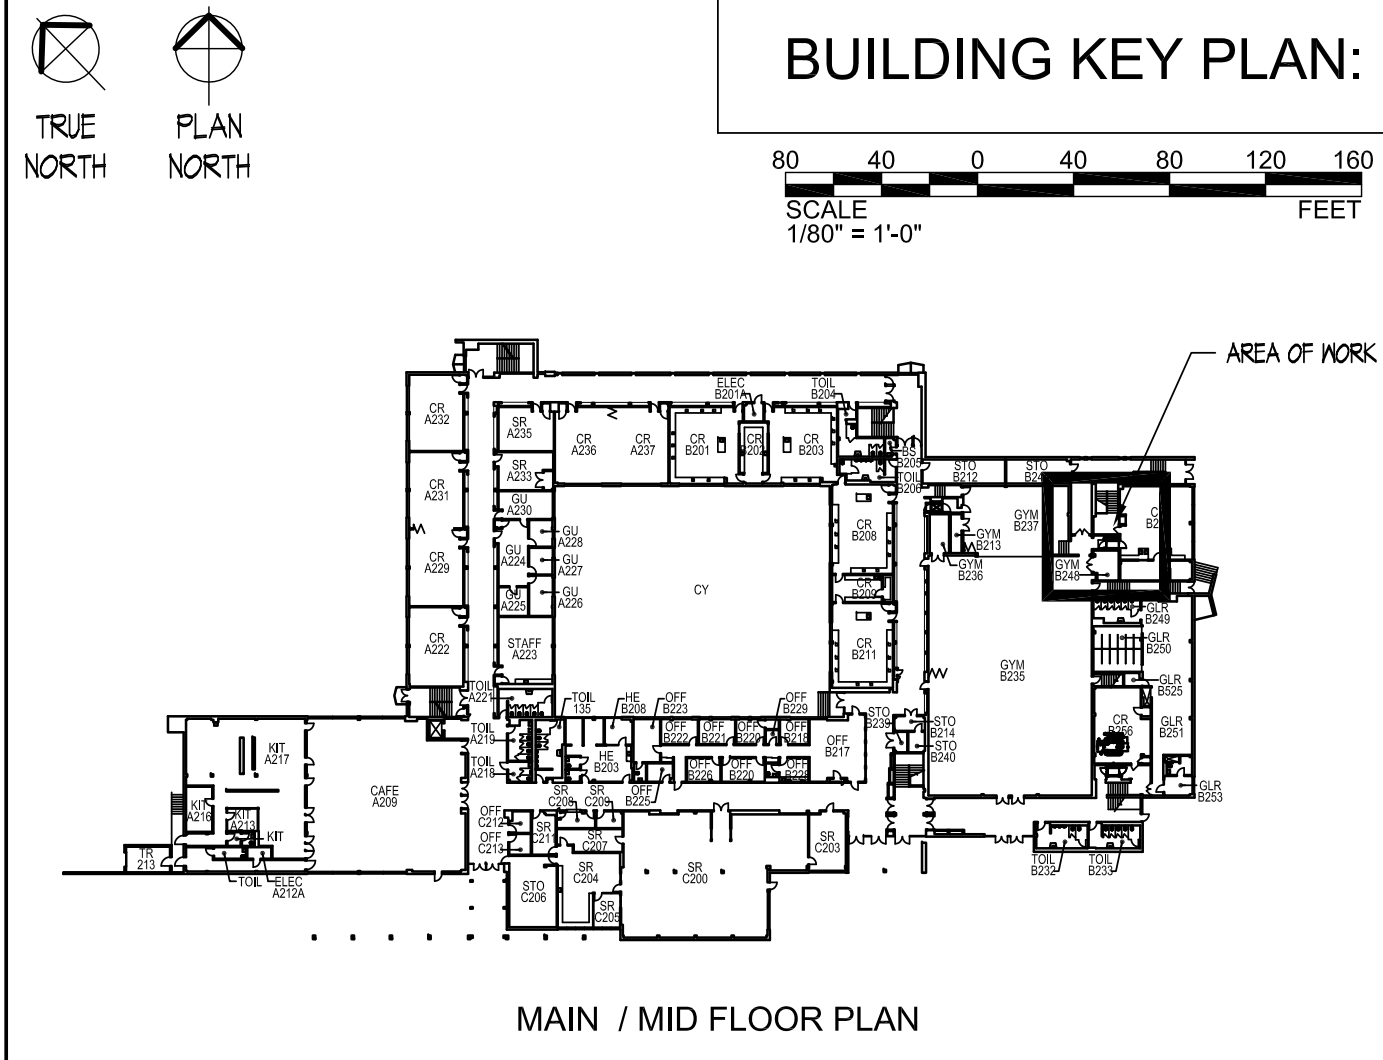 TRUE
NORTH
PLAN
NORTH
BUILDING KEY PLAN:
80 40 0 40 80 120 160
SCALE FEET
1/80" = 1'-0"
AREA OF WORK
CR
A232
SR
A235
CR
A236
CR
A237
ELEC
B201A
TOIL
B204
CR
B201
CR
B202
CR
B203
BS
B205
TOIL
B206
STO
B212
STO
SR
A233
CR
A231
GU
A230
GU
A228
GU
A224
GU
A227
GU
A225
GU
A226
CR
A229
CR
A222
STAFF
A223
CY
CR
B208
CR
B209
CR
B211
GYM
B237
GYM
B213
GYM
B236
GYM
B248
GYM
B235
GLR
B249
GLR
B250
GLR
B525
GLR
B251
CR
B256
GLR
B253
TOIL
A221
TOIL
135
HE
B208
OFF
B223
OFF
B229
STO
B239
STO
B214
STO
B240
TOIL
A219
TOIL
A218
HE
B203
OFF
B222
OFF
B221
OFF
B220
OFF
B218
OFF
B217
OFF
B226
OFF
B220
OFF
B228
OFF
B225
KIT
A217
CAFE
A209
KIT
A216
KIT
A213
KIT
TR
213
TOIL
ELEC
A212A
OFF
C212
OFF
C213
SR
C211
SR
C208
SR
C209
SR
C207
SR
C204
SR
C205
STO
C206
SR
C200
SR
C203
TOIL
B232
TOIL
B233
MAIN / MID FLOOR PLAN